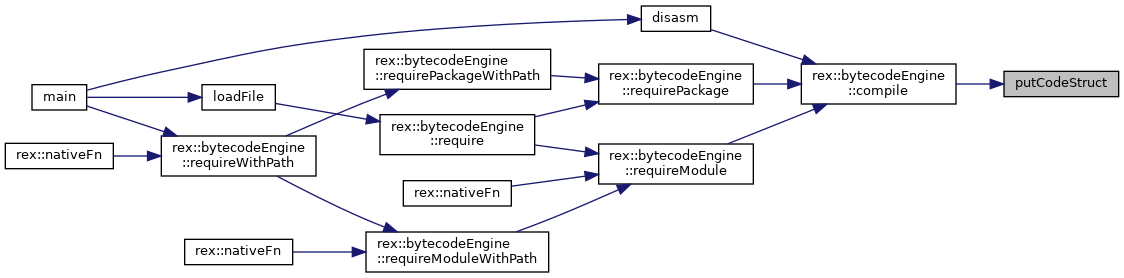 disasm
rex::bytecodeEngine
::requirePackageWithPath
rex::bytecodeEngine
::requirePackage
rex::bytecodeEngine
::compile
putCodeStruct
main
loadFile
rex::bytecodeEngine
::require
rex::nativeFn
rex::bytecodeEngine
::requireWithPath
rex::bytecodeEngine
::requireModule
rex::nativeFn
rex::nativeFn
rex::bytecodeEngine
::requireModuleWithPath